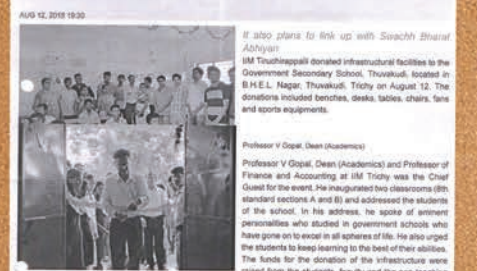 AUG 12, 2015 19:30
It also plans to link up with Swachh Bharat
Abhiyan
IIM Tiruchirappalli donated infrastructural facilities to the
Government Secondary School, Thuvakudi, located in
B.H.E.L. Nagar, Thuvakudi, Trichy on August 12. The
donations included benches, desks, tables, chairs, fans
and sports equipments.
Professor V Gopal, Dean (Academics)
Professor V Gopal, Dean (Academics) and Professor of
Finance and Accounting at IIM Trichy was the Chief
Guest for the event. He inaugurated two classrooms (8th
standard sections A and B) and addressed the students
of the school. In his address, he spoke of eminent
personalities who studied in government schools who
have gone on to excel in all spheres of life. He also urged
the students to keep learning to the best of their abilities.
The funds for the donation of the infrastructure were